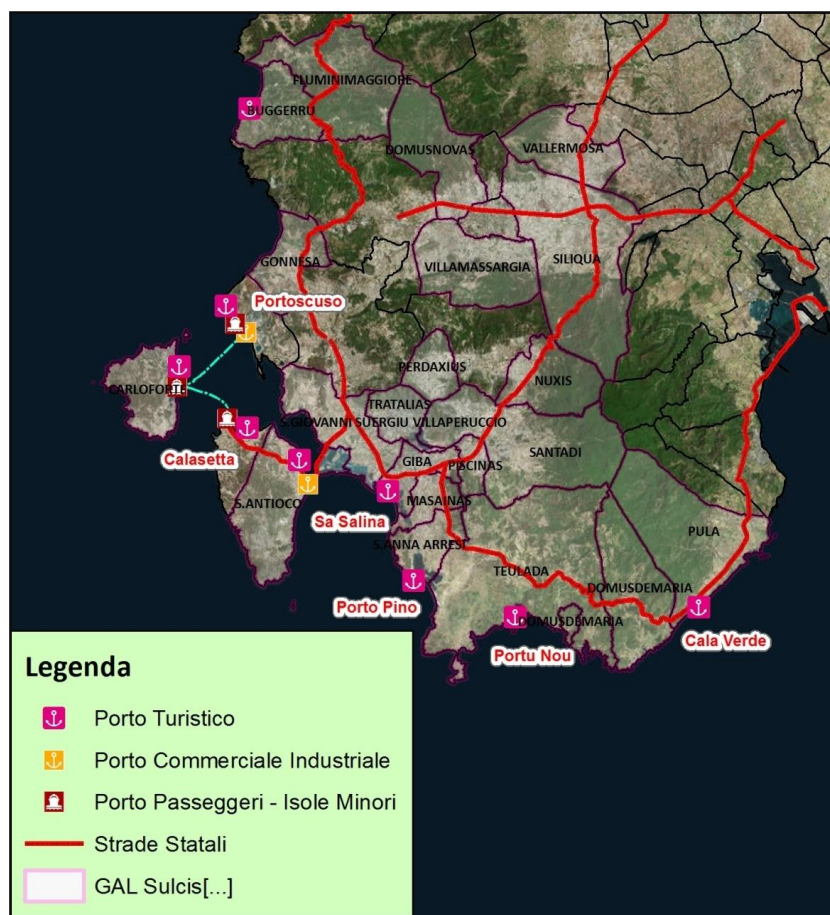 FLUMINIMAGGIORE
BUGGERRU
DOMUSNOVAS
VALLERMOSA
GONNESA
VILLAMASSARGIA
SILIQUA
Portoscuso
PERDAXIUS
NUXIS
CARLOFORTE
TRATALIAS
S.GIOVANNI SUERGIU
VILLAPERUCCIO
Calasetta
GIBA
PISCINAS
SANTADI
S.ANTIOCO
MASAINAS
Sa Salina
S.ANNA ARRESI
PULA
TEULADA
DOMUSDEMARIA
Porto Pino
DOMUSDEMARIA
Portu Nou
Cala Verde
Legenda
Porto Turistico
Porto Commerciale Industriale
Porto Passeggeri - Isole Minori
Strade Statali
GAL Sulcis[...]